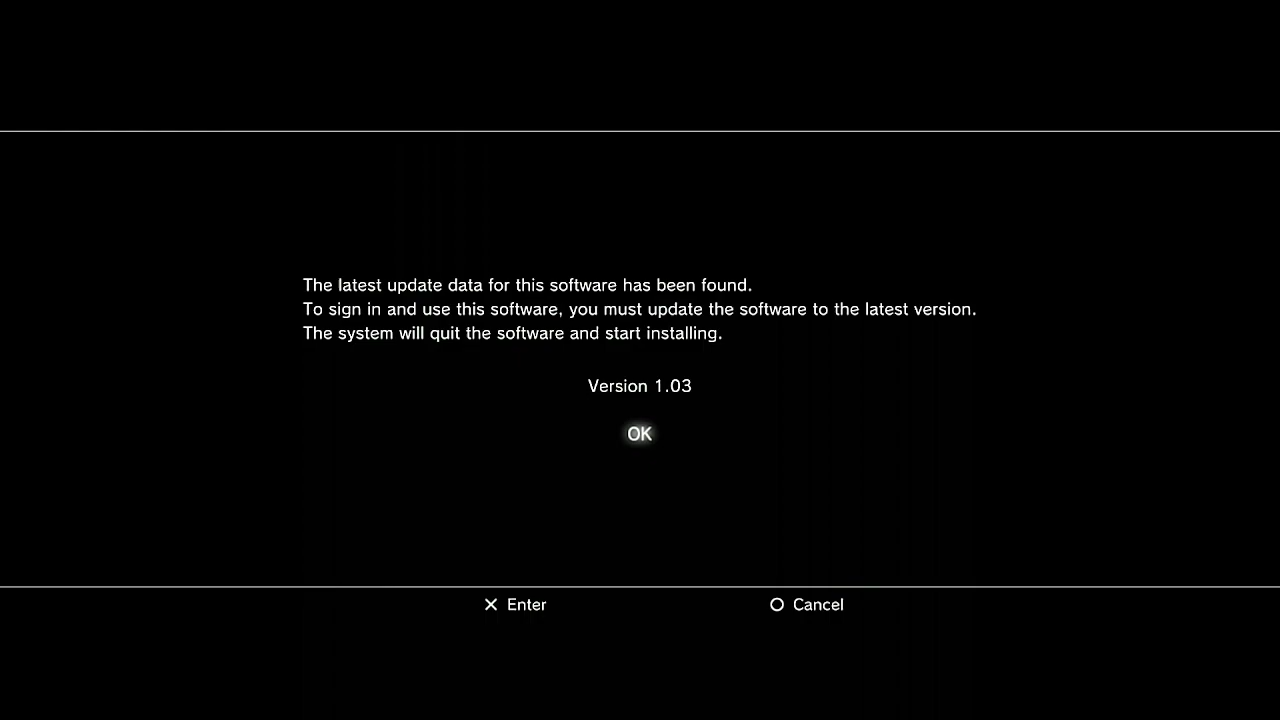 The latest update data for this software has been found.
To sign in and use this software, you must update the software to the latest version.
The system will quit the software and start installing.
Version 1.03
OK
Enter
Cancel